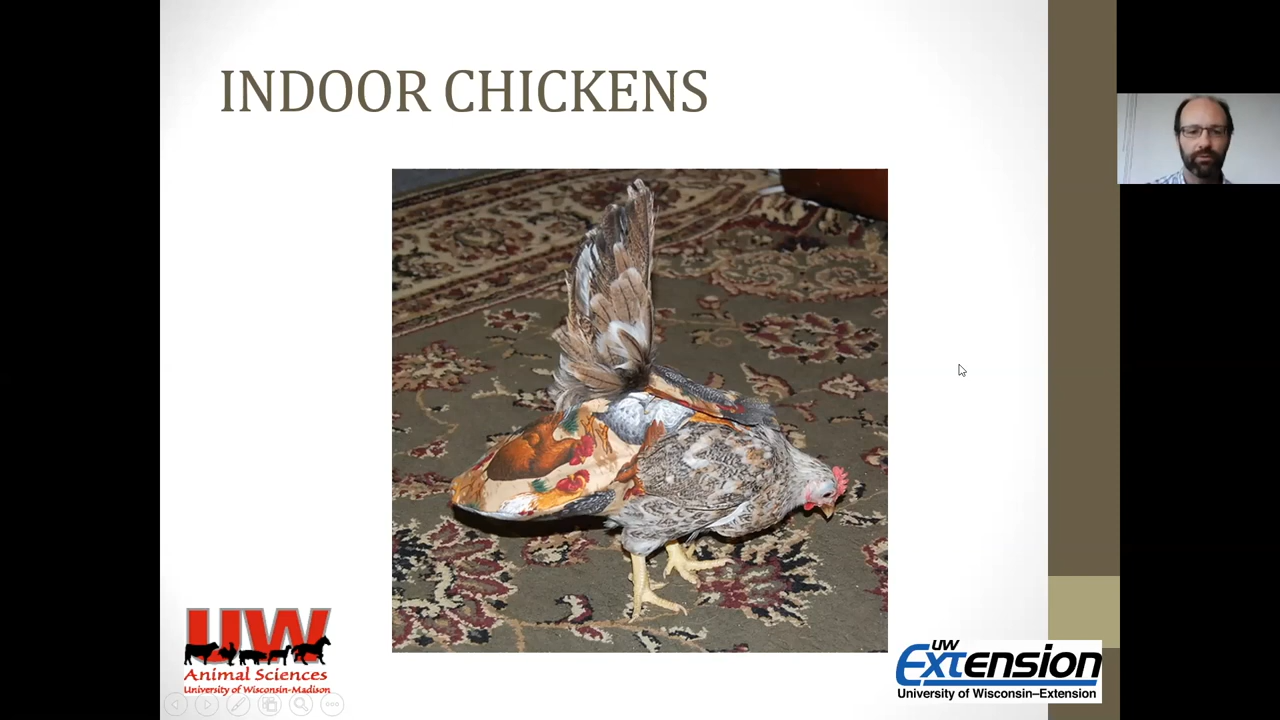 INDOOR CHICKENS
UW
Animal Sciences
University of Wisconsin-Madison
UW
Extension
University of Wisconsin–Extension